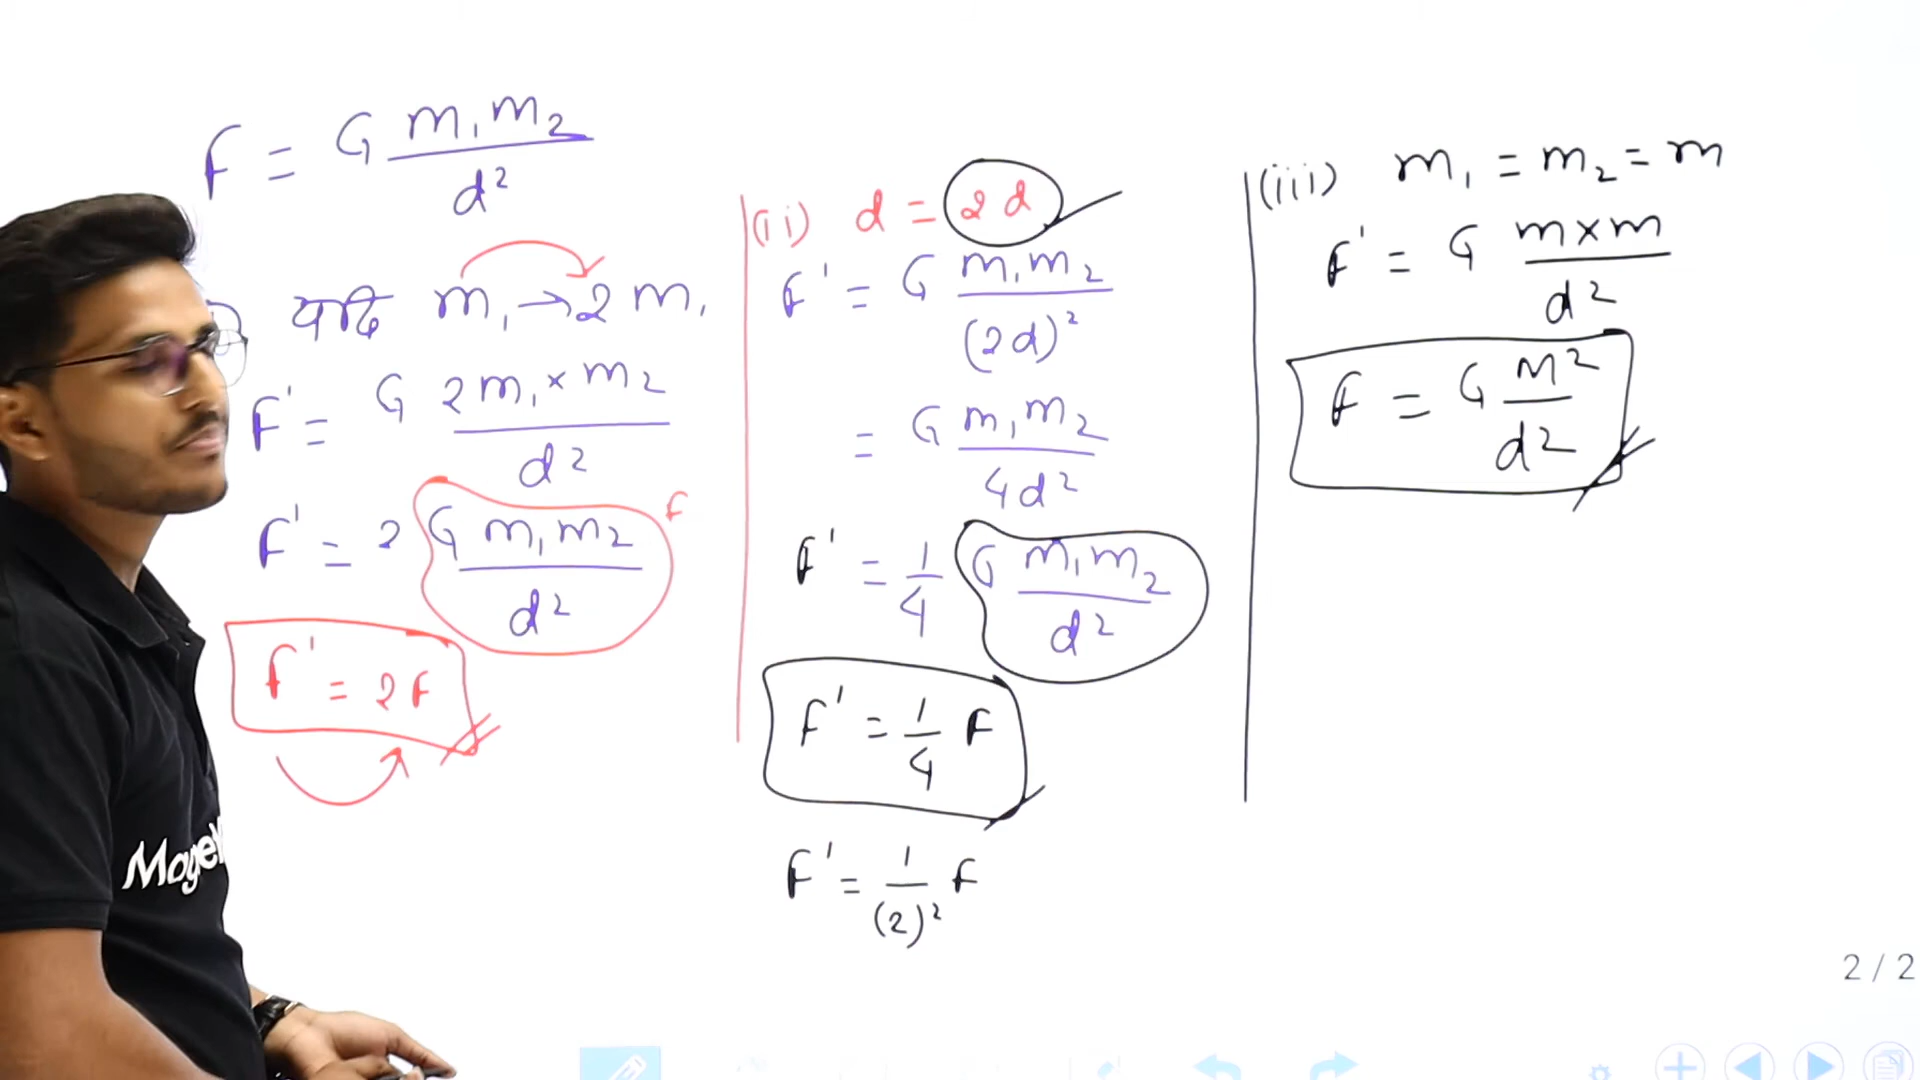 F = G m₁m₂ / d²
यदि m₁ → 2m₁
F' = G 2m₁ × m₂ / d²
F' = 2 G m₁m₂ / d² F
F' = 2F
(ii) d = 2d
F' = G m₁m₂ / (2d)²
= G m₁m₂ / 4d²
F' = 1/4 G m₁m₂ / d²
F' = 1/4 F
F' = 1/(2)² F
(iii) m₁ = m₂ = m
F' = G m×m / d²
F = G M² / d²
2 / 2